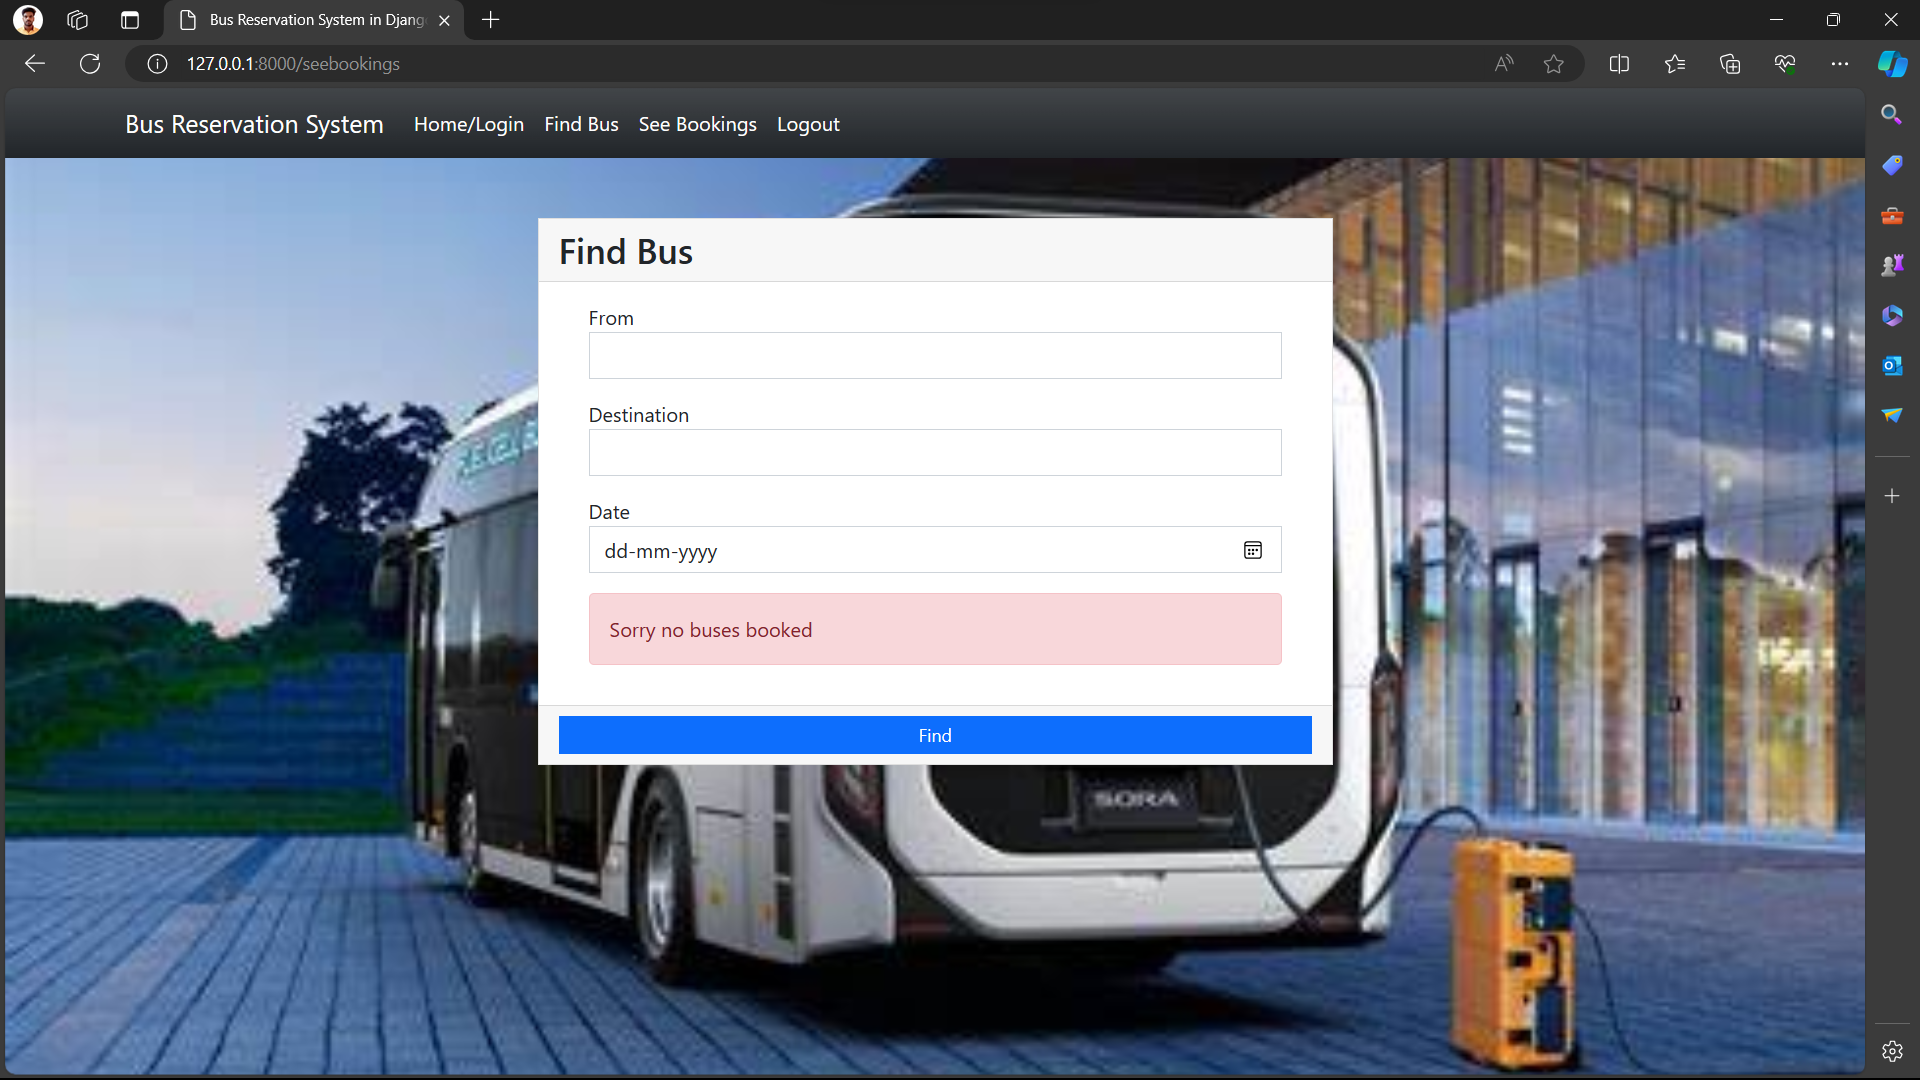 Bus Reservation System in Djang
127.0.0.1:8000/seebookings
Bus Reservation System Home/Login Find Bus See Bookings Logout
Find Bus
From
Destination
Date
dd-mm-yyyy
Sorry no buses booked
Find
SORA